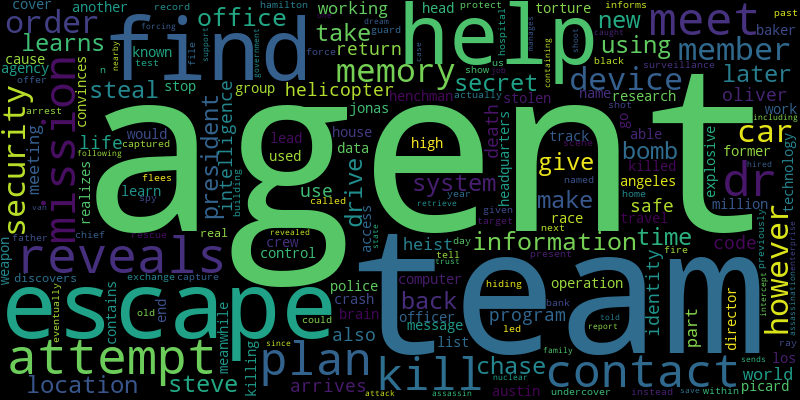 cover another record hamilton working head protect torture informs baker past
order find office help meet new us guard
learns known test file support government take return hospital using member
agency nearby forcing cause stop memory manages case show job containing black surveillance
offer n steal group helicopter secret device later
arrest convinces henchman actually stolen name research oliver work
security meeting mission life would president intelligence jonas death shot car
following captured meeting house lead high track able former
agent used data give bomb killed explosive technology
flees realizes learn spy building use called system headquarters go angeles million hired
van father chief rescue real revealed drive access year retrieve given target make safe named home travel
reveals crew heist information race next scene code dr
weapon control day tell trust present time fire previously
discovers exchange capture state team identity intercept however
escape contains police computer hiding operation
eventually old end could crash back bank part assassination enterprise
attempt meanwhile since brain officer message program led told report director
location steve killing also plan list contact chase family los ray
arrives kill attack assassin nuclear austin undercover instead sends save within picard world